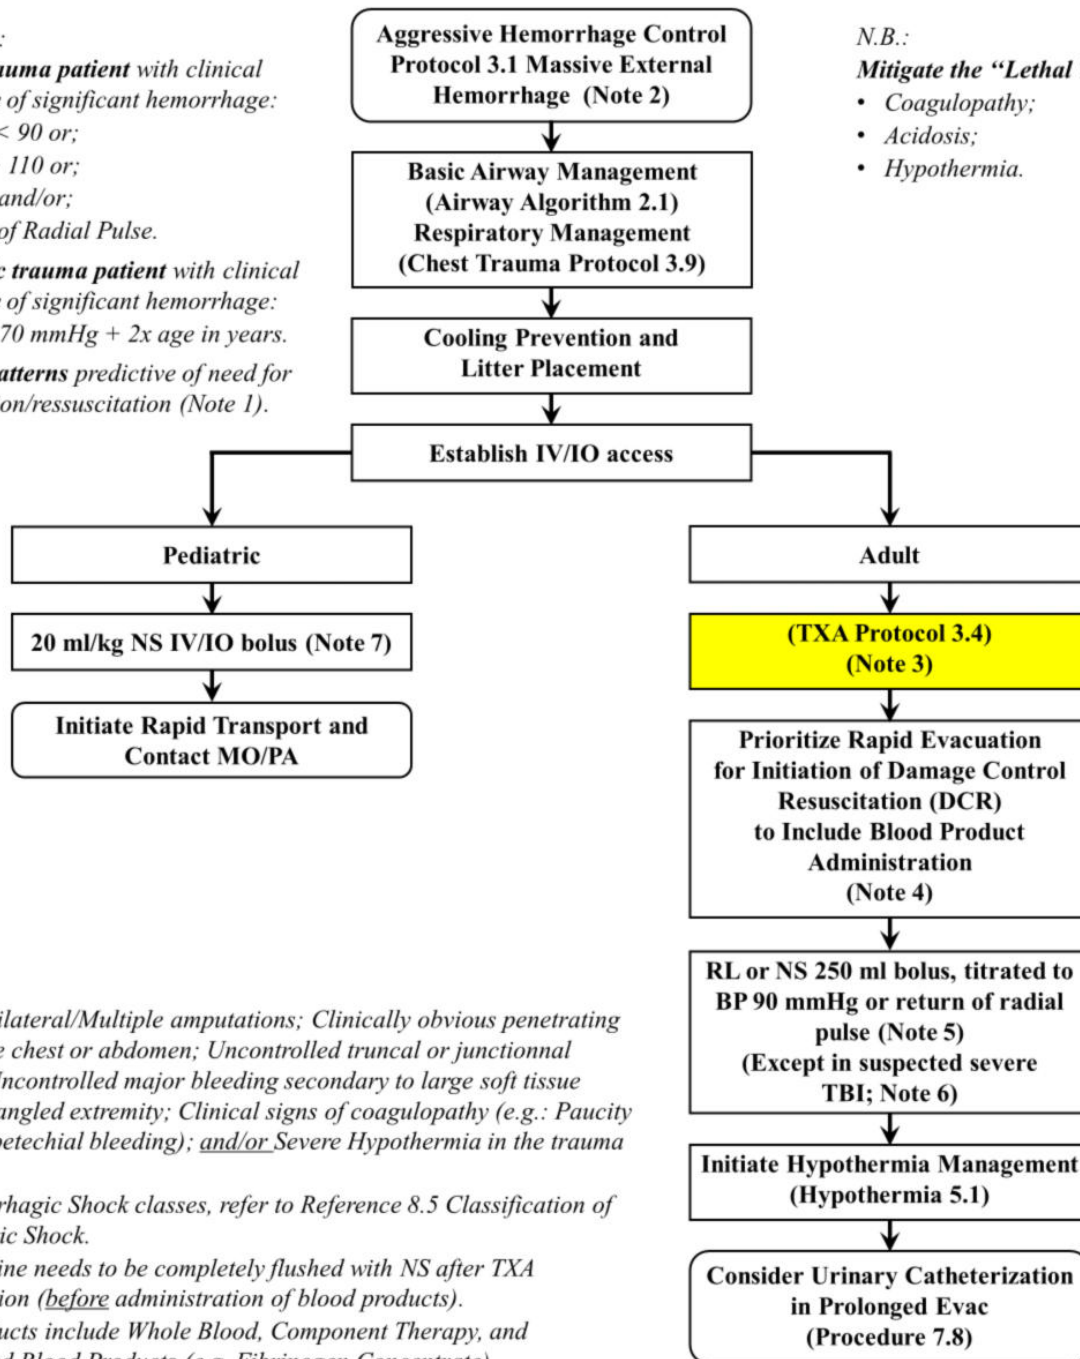 :
auma patient with clinical
of significant hemorrhage:
< 90 or;
110 or;
and/or;
of Radial Pulse.
c trauma patient with clinical
of significant hemorrhage:
70 mmHg + 2x age in years.
atterns predictive of need for
on/ressuscitation (Note 1).
Aggressive Hemorrhage Control
Protocol 3.1 Massive External
Hemorrhage (Note 2)
N.B.:
Mitigate the “Lethal
• Coagulopathy;
• Acidosis;
• Hypothermia.
Basic Airway Management
(Airway Algorithm 2.1)
Respiratory Management
(Chest Trauma Protocol 3.9)
Cooling Prevention and
Litter Placement
Establish IV/IO access
Pediatric
20 ml/kg NS IV/IO bolus (Note 7)
Initiate Rapid Transport and
Contact MO/PA
Adult
(TXA Protocol 3.4)
(Note 3)
Prioritize Rapid Evacuation
for Initiation of Damage Control
Resuscitation (DCR)
to Include Blood Product
Administration
(Note 4)
RL or NS 250 ml bolus, titrated to
BP 90 mmHg or return of radial
pulse (Note 5)
(Except in suspected severe
TBI; Note 6)
Initiate Hypothermia Management
(Hypothermia 5.1)
Consider Urinary Catheterization
in Prolonged Evac
(Procedure 7.8)
ilateral/Multiple amputations; Clinically obvious penetrating
e chest or abdomen; Uncontrolled truncal or junctionnal
Uncontrolled major bleeding secondary to large soft tissue
angled extremity; Clinical signs of coagulopathy (e.g.: Paucity
petechial bleeding); and/or Severe Hypothermia in the trauma
rhagic Shock classes, refer to Reference 8.5 Classification of
ic Shock.
ine needs to be completely flushed with NS after TXA
ion (before administration of blood products).
ucts include Whole Blood, Component Therapy, and
d Blood Products (e.g. Fibrinogen Concentrate)